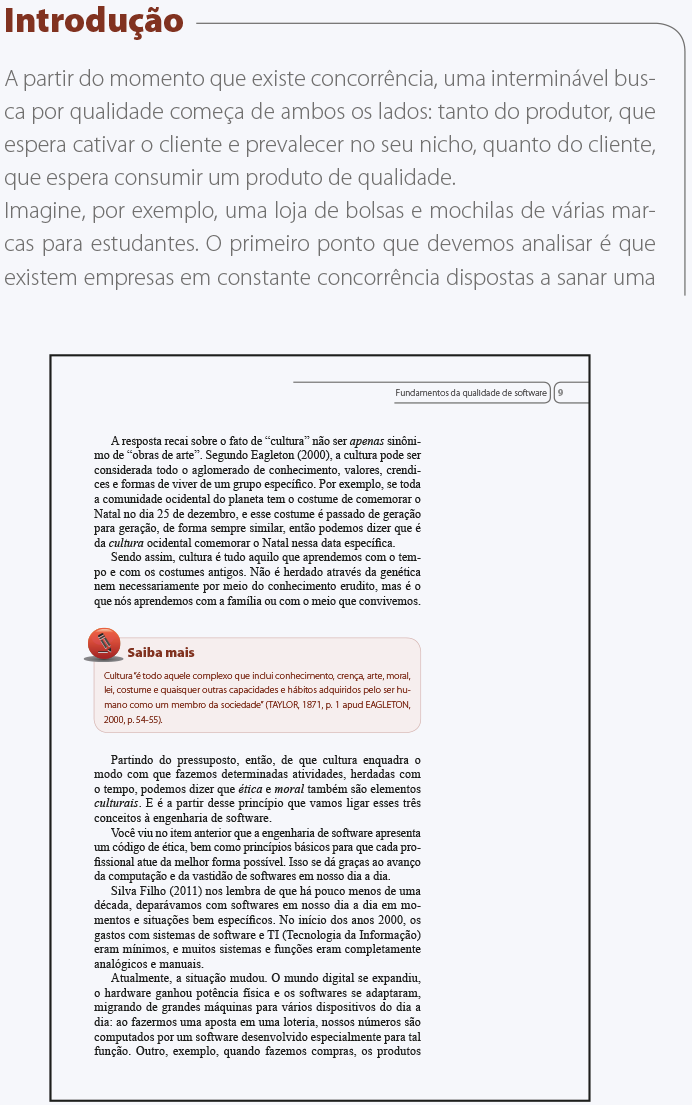 Introdução
A partir do momento que existe concorrência, uma interminável bus-
ca por qualidade começa de ambos os lados: tanto do produtor, que
espera cativar o cliente e prevalecer no seu nicho, quanto do cliente,
que espera consumir um produto de qualidade.
Imagine, por exemplo, uma loja de bolsas e mochilas de várias mar-
cas para estudantes. O primeiro ponto que devemos analisar é que
existem empresas em constante concorrência dispostas a sanar uma
Fundamentos da qualidade de software 9
A resposta recai sobre o fato de “cultura” não ser apenas sinôni-
mo de “obras de arte”. Segundo Eagleton (2000), a cultura pode ser
considerada todo o aglomerado de conhecimento, valores, crendi-
ces e formas de viver de um grupo específico. Por exemplo, se toda
a comunidade ocidental do planeta tem o costume de comemorar o
Natal no dia 25 de dezembro, e esse costume é passado de geração
para geração, de forma sempre similar, então podemos dizer que é
da cultura ocidental comemorar o Natal nessa data específica.
Sendo assim, cultura é tudo aquilo que aprendemos com o tem-
po e com os costumes antigos. Não é herdado através da genética
nem necessariamente por meio do conhecimento erudito, mas é o
que nós aprendemos com a família ou com o meio que convivemos.
Saiba mais
Cultura “é todo aquele complexo que inclui conhecimento, crença, arte, moral,
lei, costume e quaisquer outras capacidades e hábitos adquiridos pelo ser hu-
mano como um membro da sociedade” (TAYLOR, 1871, p. 1 apud EAGLETON,
2000, p. 54-55).
Partindo do pressuposto, então, de que cultura enquadra o
modo com que fazemos determinadas atividades, herdadas com
o tempo, podemos dizer que ética e moral também são elementos
culturais. E é a partir desse princípio que vamos ligar esses três
conceitos à engenharia de software.
Você viu no item anterior que a engenharia de software apresenta
um código de ética, bem como princípios básicos para que cada pro-
fissional atue da melhor forma possível. Isso se dá graças ao avanço
da computação e da vastidão de softwares em nosso dia a dia.
Silva Filho (2011) nos lembra de que há pouco menos de uma
década, deparávamos com softwares em nosso dia a dia em mo-
mentos e situações bem específicos. No início dos anos 2000, os
gastos com sistemas de software e TI (Tecnologia da Informação)
eram mínimos, e muitos sistemas e funções eram completamente
analógicos e manuais.
Atualmente, a situação mudou. O mundo digital se expandiu,
o hardware ganhou potência física e os softwares se adaptaram,
migrando de grandes máquinas para vários dispositivos do dia a
dia: ao fazermos uma aposta em uma loteria, nossos números são
computados por um software desenvolvido especialmente para tal
função. Outro, exemplo, quando fazemos compras, os produtos